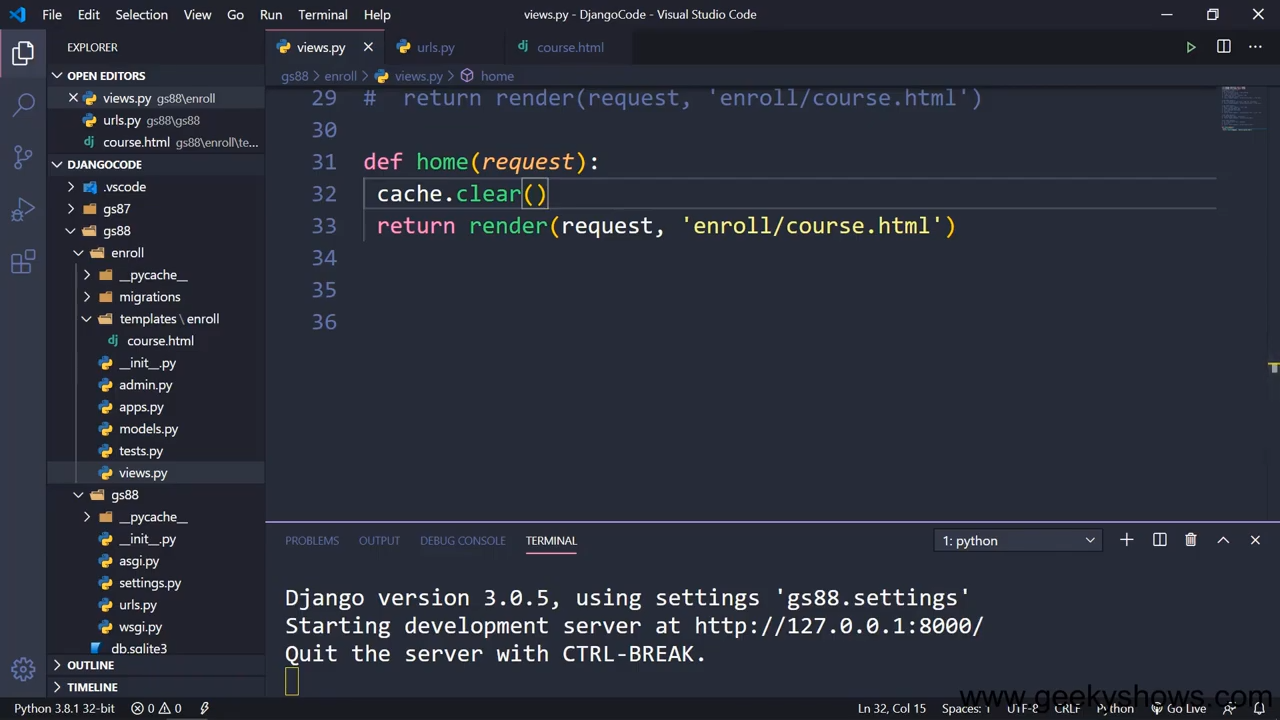 File Edit Selection View Go Run Terminal Help views.py - DjangoCode - Visual Studio Code
EXPLORER
OPEN EDITORS
views.py gs88\enroll
urls.py gs88\gs88
course.html gs88\enroll\te...
DJANGOCODE
.vscode
gs87
gs88
enroll
__pycache__
migrations
templates \ enroll
course.html
__init__.py
admin.py
apps.py
models.py
tests.py
views.py
gs88
__pycache__
__init__.py
asgi.py
settings.py
urls.py
wsgi.py
db.sqlite3
OUTLINE
TIMELINE
views.py urls.py course.html
gs88 > enroll > views.py > home
29 # return render(request, 'enroll/course.html')
30
31 def home(request):
32 cache.clear()
33 return render(request, 'enroll/course.html')
34
35
36
PROBLEMS OUTPUT DEBUG CONSOLE TERMINAL 1: python
Django version 3.0.5, using settings 'gs88.settings'
Starting development server at http://127.0.0.1:8000/
Quit the server with CTRL-BREAK.
www.geekyshows.com
Python 3.8.1 32-bit 0 0 Ln 32, Col 15 Spaces: 1 UTF-8 CRLF Python Go Live